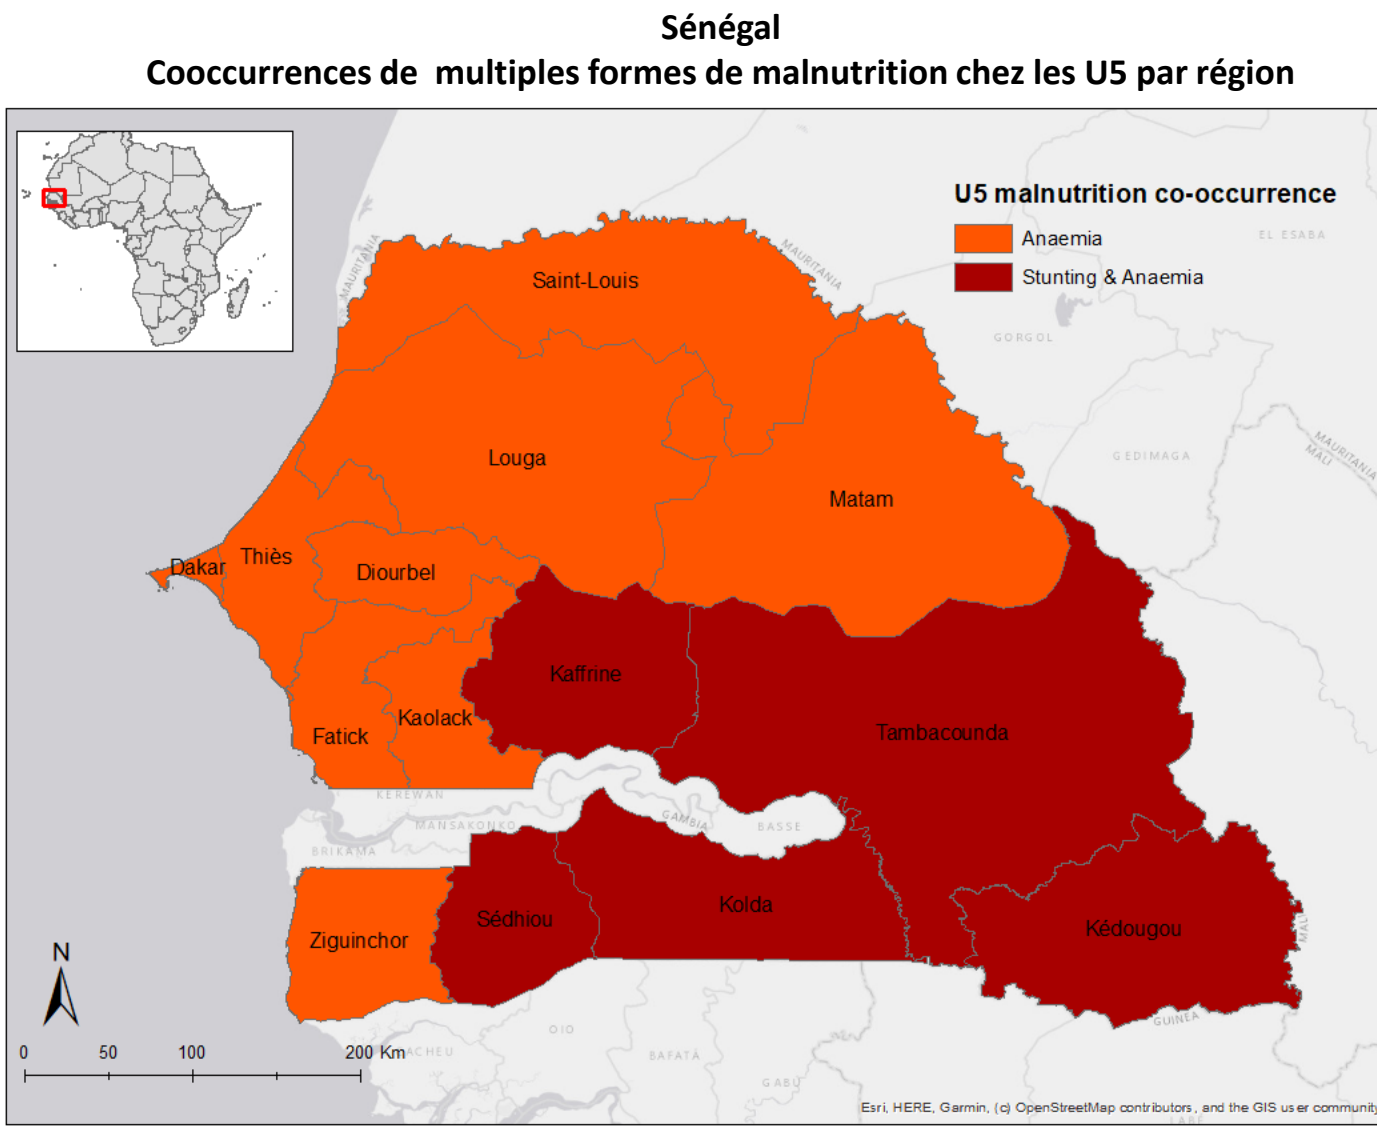 Sénégal
Cooccurrences de  multiples formes de malnutrition chez les U5 par région
U5 malnutrition co-occurrence
Anaemia
Stunting & Anaemia
MAURITANIA
MAURITANIA
EL ESABA
GORGOL
GEDIMAGA
MAURITANIA
MALI
Saint-Louis
Louga
Matam
Dakar
Thiès
Diourbel
Kaffrine
Kaolack
Fatick
Tambacounda
KEREWAN
MANSAKONKO
GAMBIA
BASSE
BRIKAMA
Ziguinchor
Sédhiou
Kolda
Kédougou
MALI
GUINEA
OIO
BAFATÁ
GABÚ
ACHEU
LABÉ
N
0 50 100 200 Km
Esri, HERE, Garmin, (c) OpenStreetMap contributors, and the GIS user community